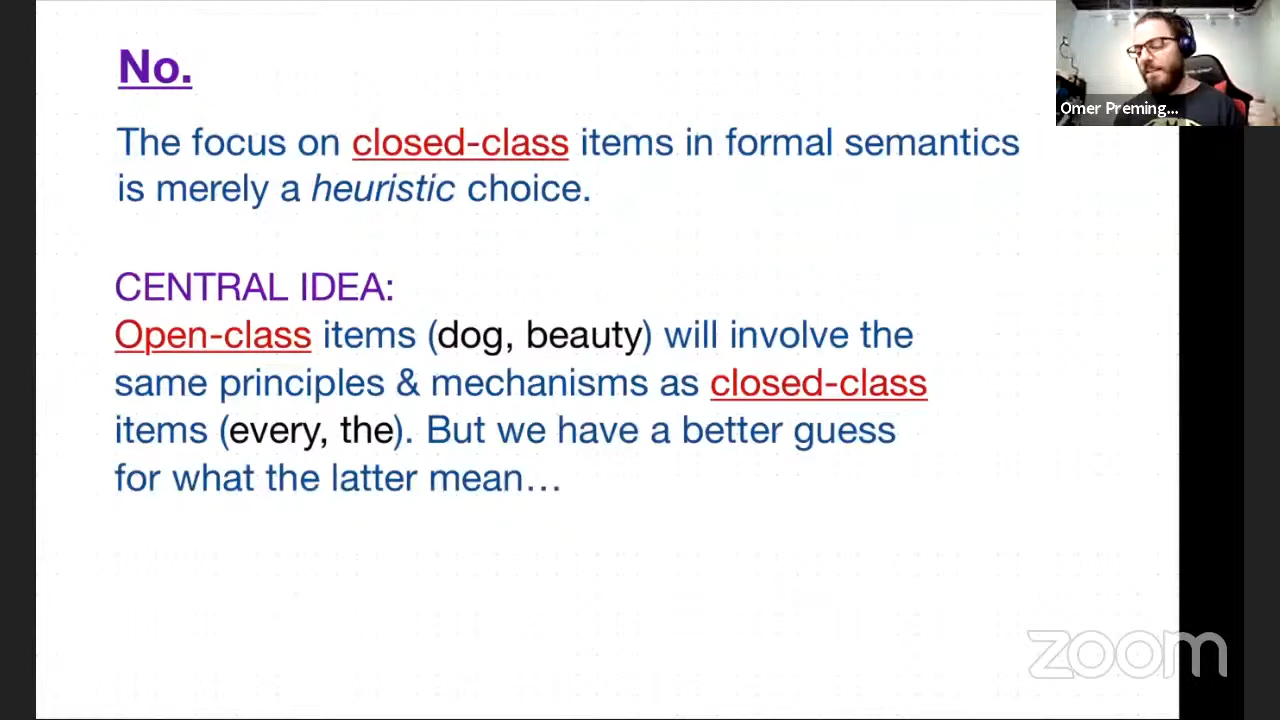 No.
Omer Preming...
The focus on closed-class items in formal semantics
is merely a heuristic choice.
CENTRAL IDEA:
Open-class items (dog, beauty) will involve the
same principles & mechanisms as closed-class
items (every, the). But we have a better guess
for what the latter mean…
zoom